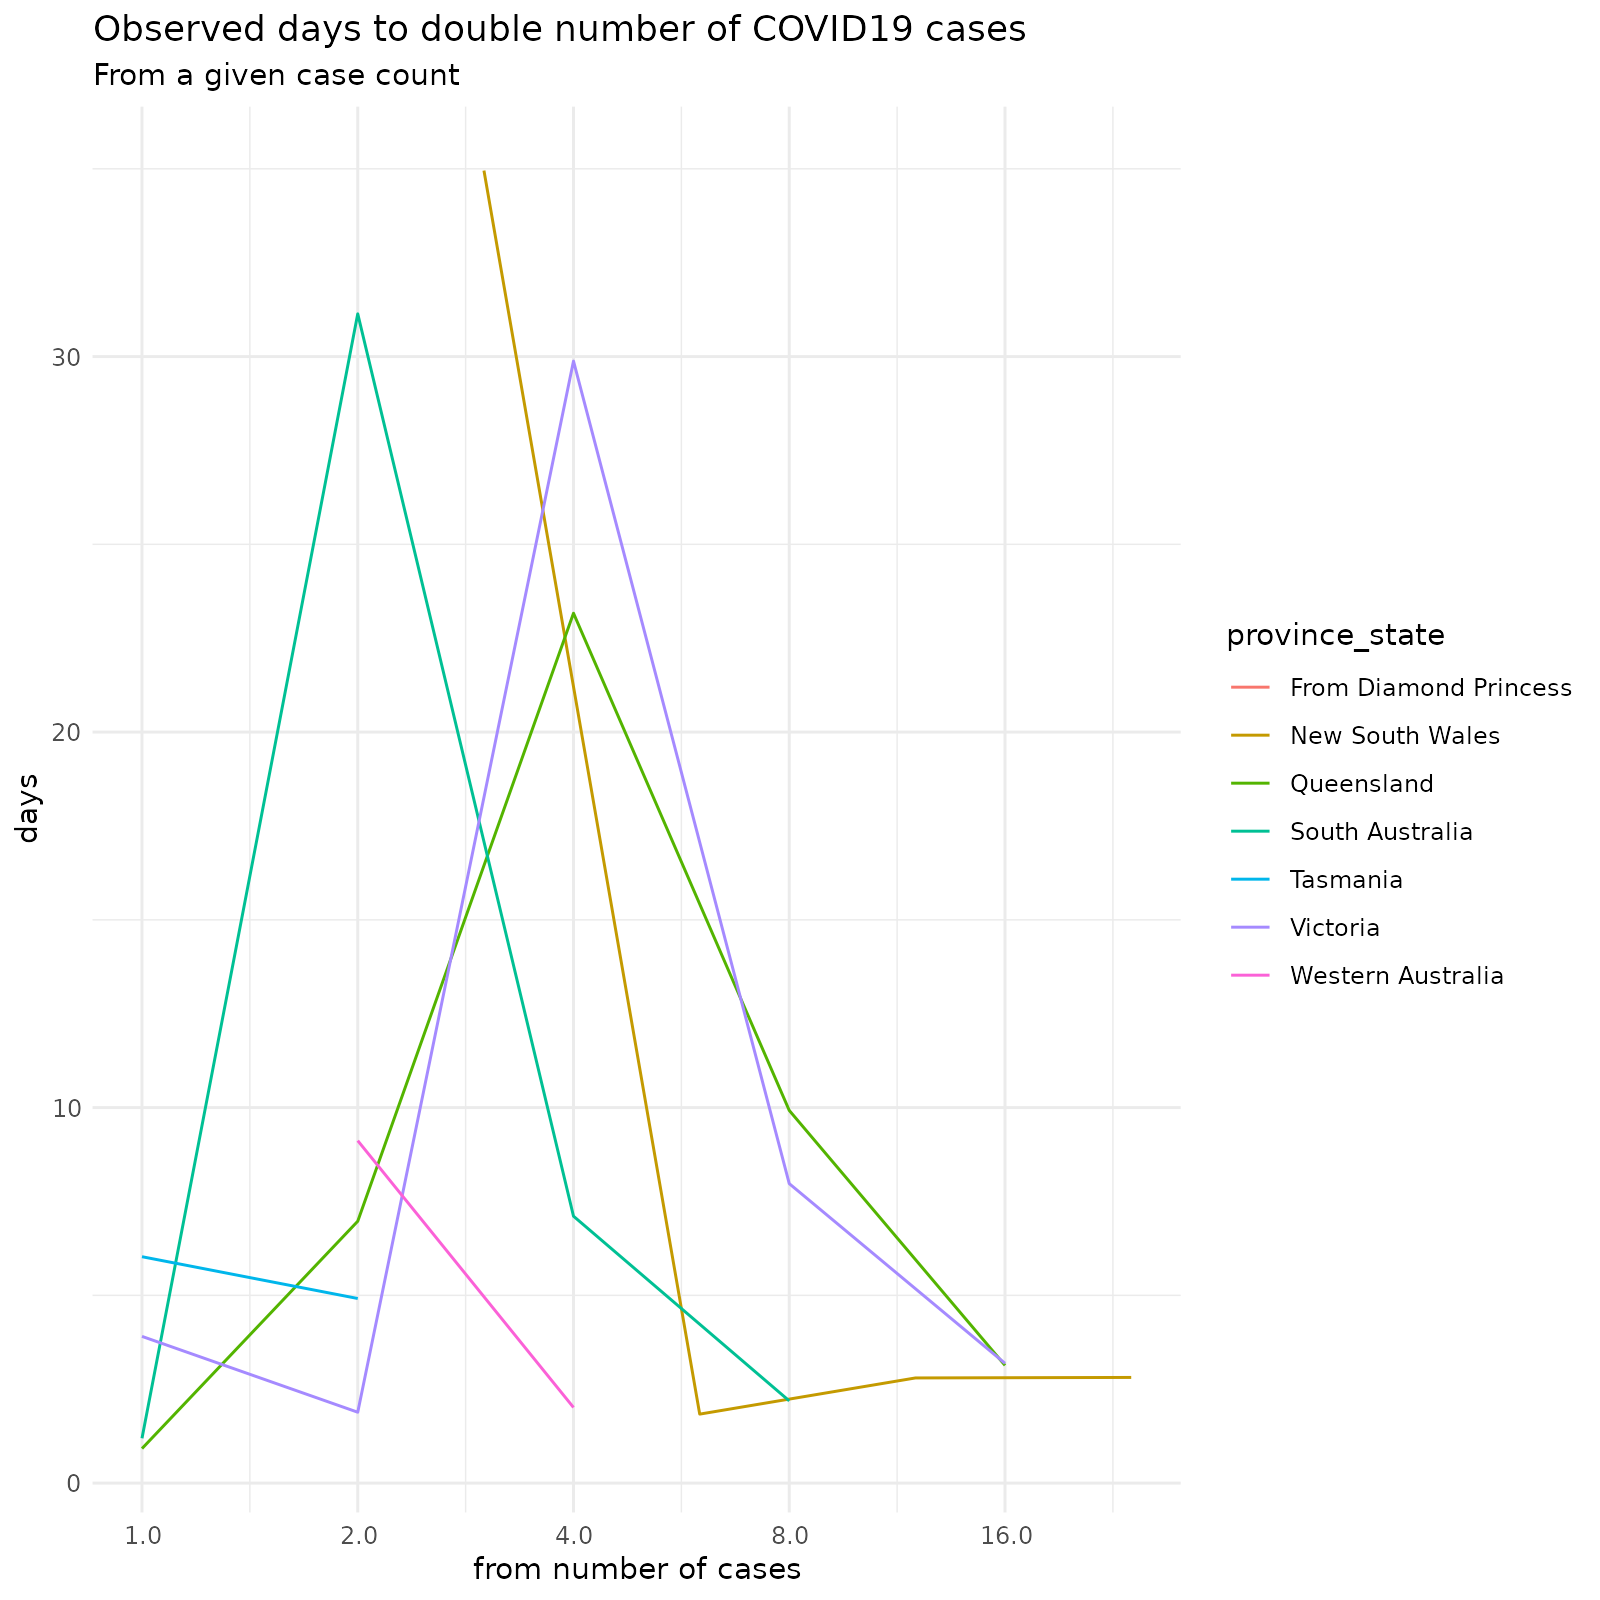 Observed days to double number of COVID19 cases
From a given case count
30
20
10
0
days
1.0 2.0 4.0 8.0 16.0
from number of cases
province_state
From Diamond Princess
New South Wales
Queensland
South Australia
Tasmania
Victoria
Western Australia